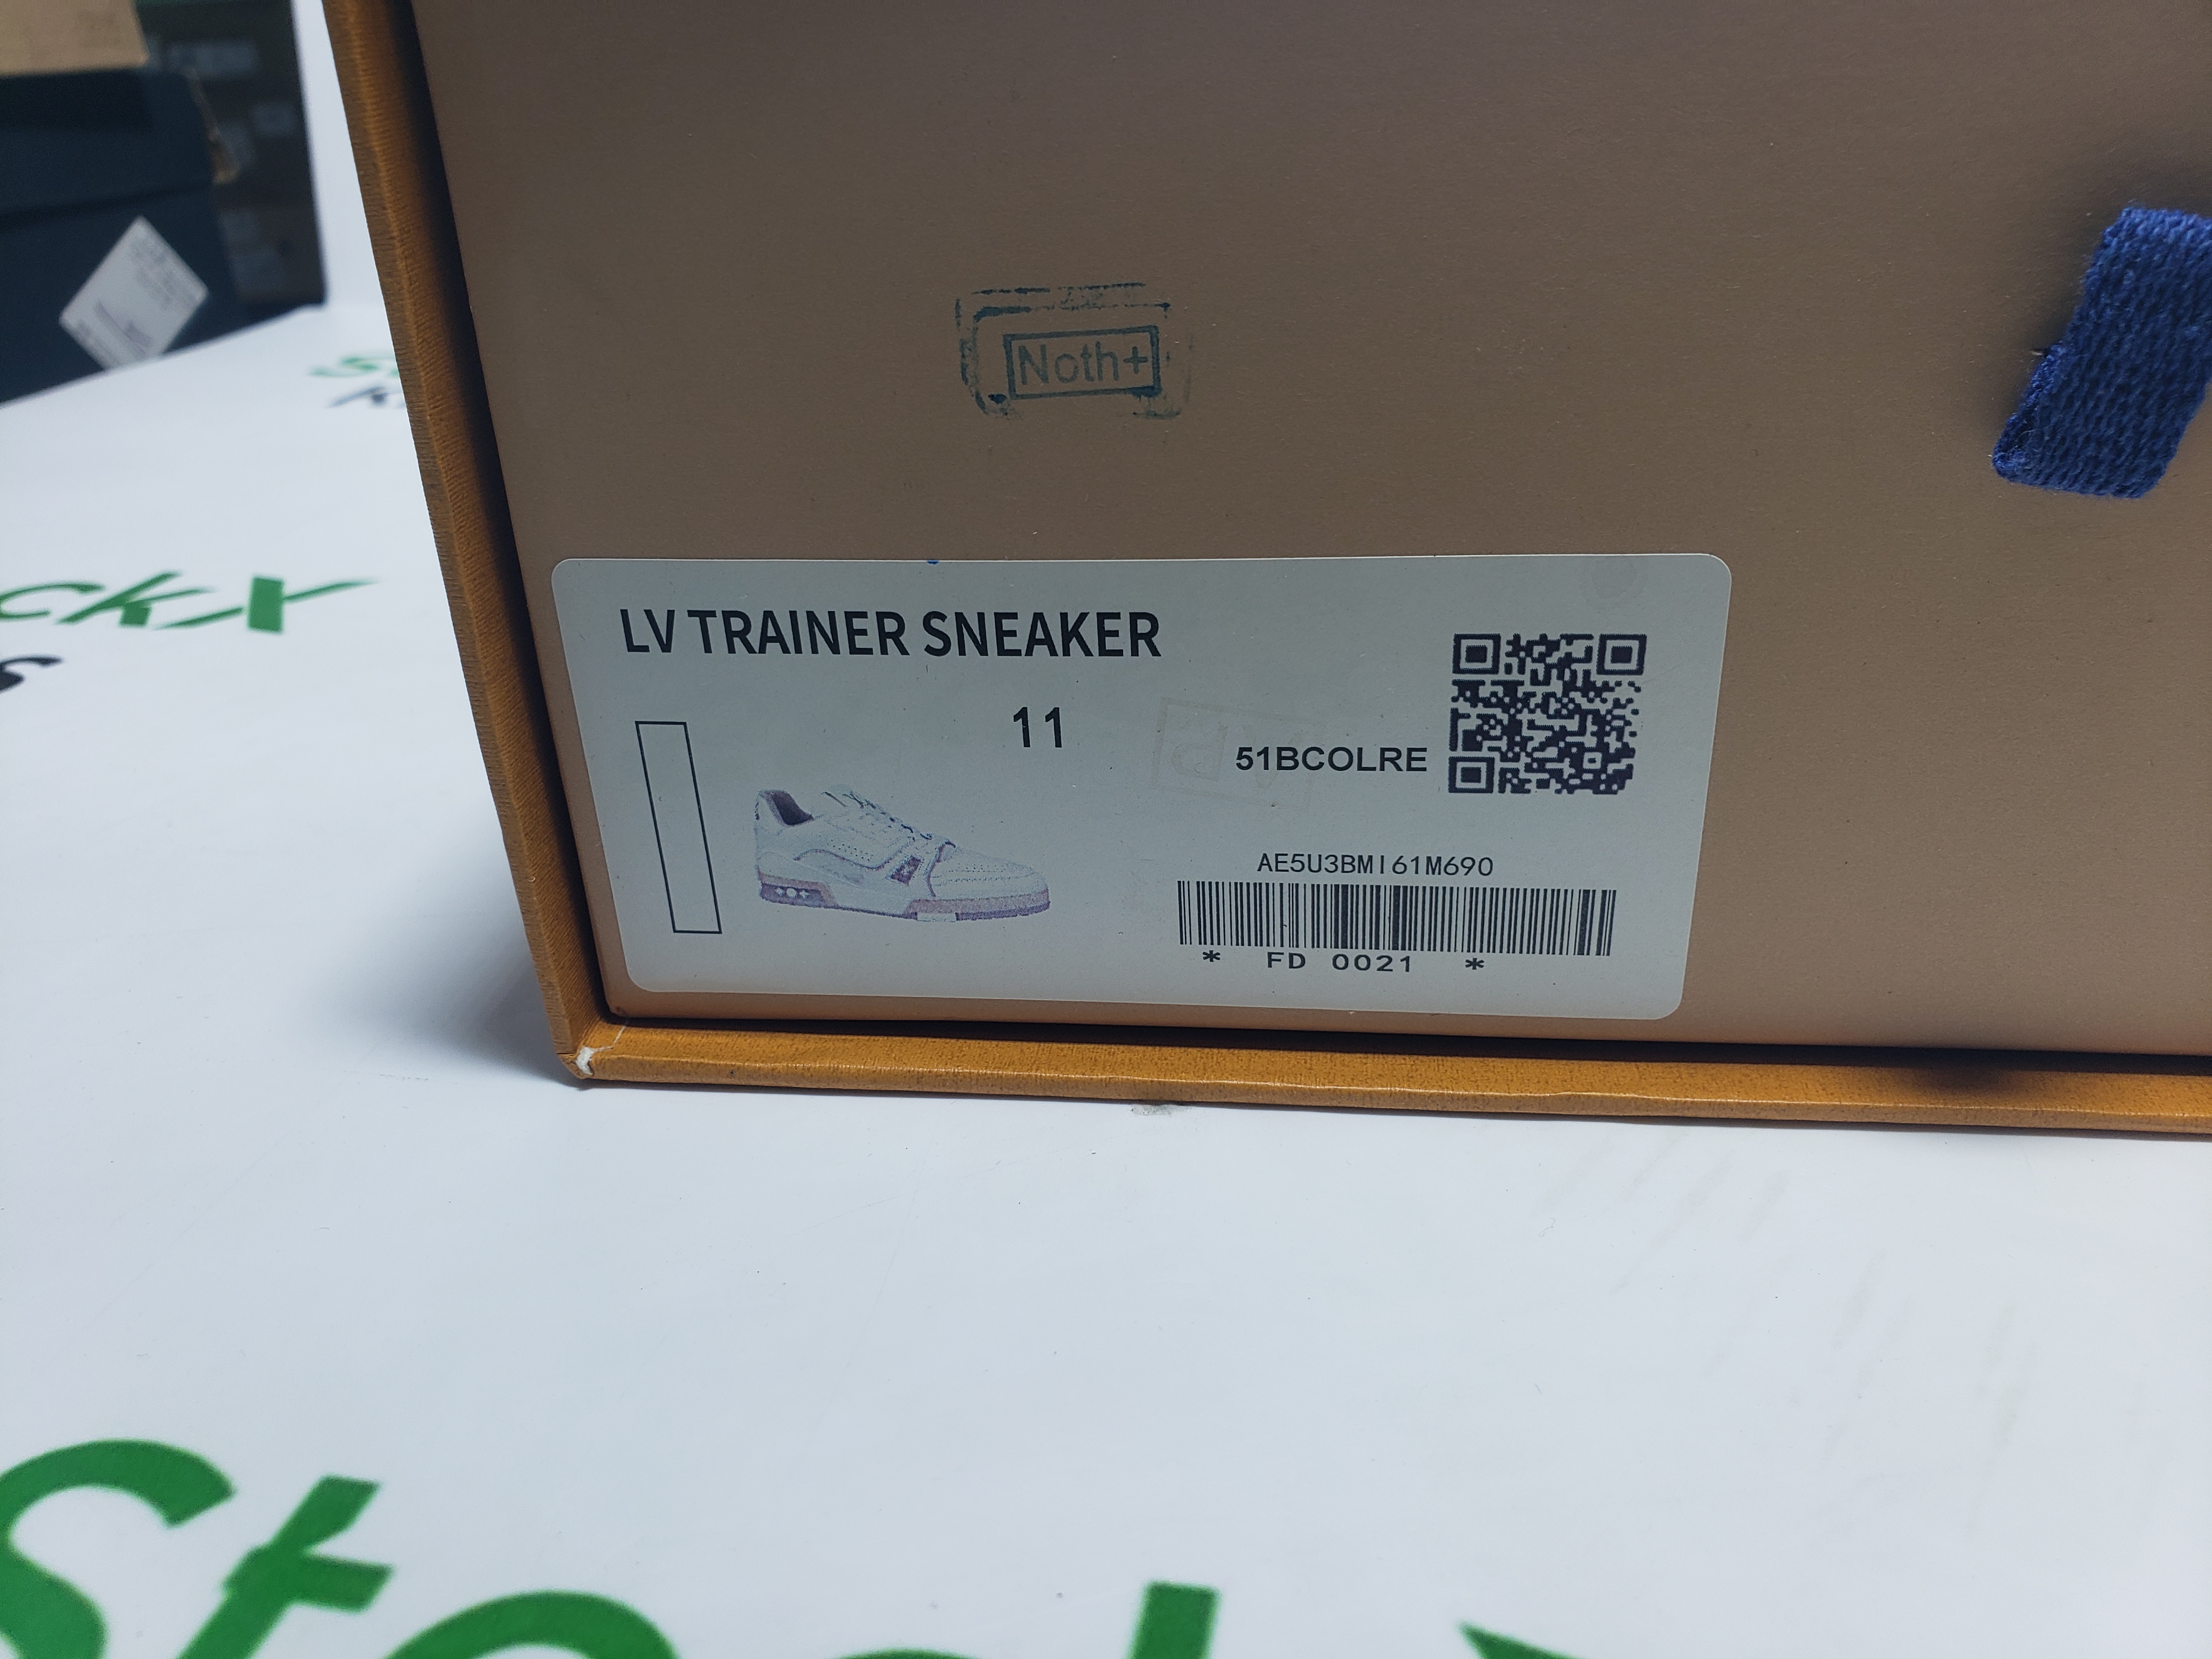 Noth+
LV TRAINER SNEAKER
11
51BCOLRE
AE5U3BMI61M690
* FD 0021 *